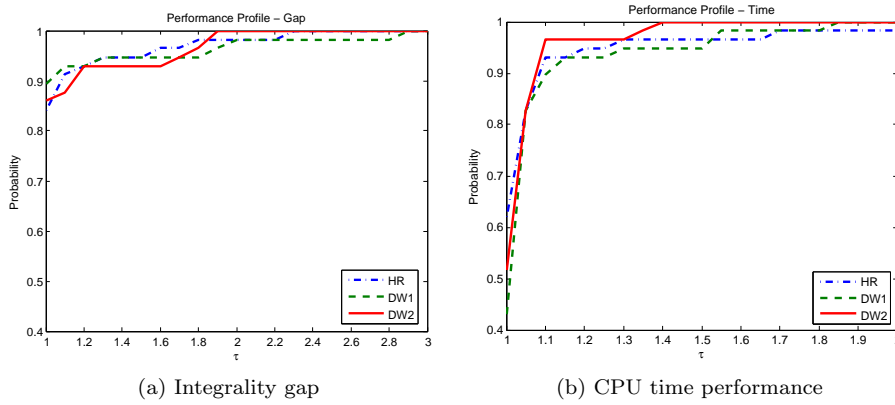 Performance Profile – Gap
1
0.9
0.8
0.7
0.6
0.5
0.4
Probability
1 1.2 1.4 1.6 1.8 2 2.2 2.4 2.6 2.8 3
τ
HR
DW1
DW2
(a) Integrality gap
Performance Profile – Time
1
0.9
0.8
0.7
0.6
0.5
0.4
Probability
1 1.1 1.2 1.3 1.4 1.5 1.6 1.7 1.8 1.9
τ
HR
DW1
DW2
(b) CPU time performance